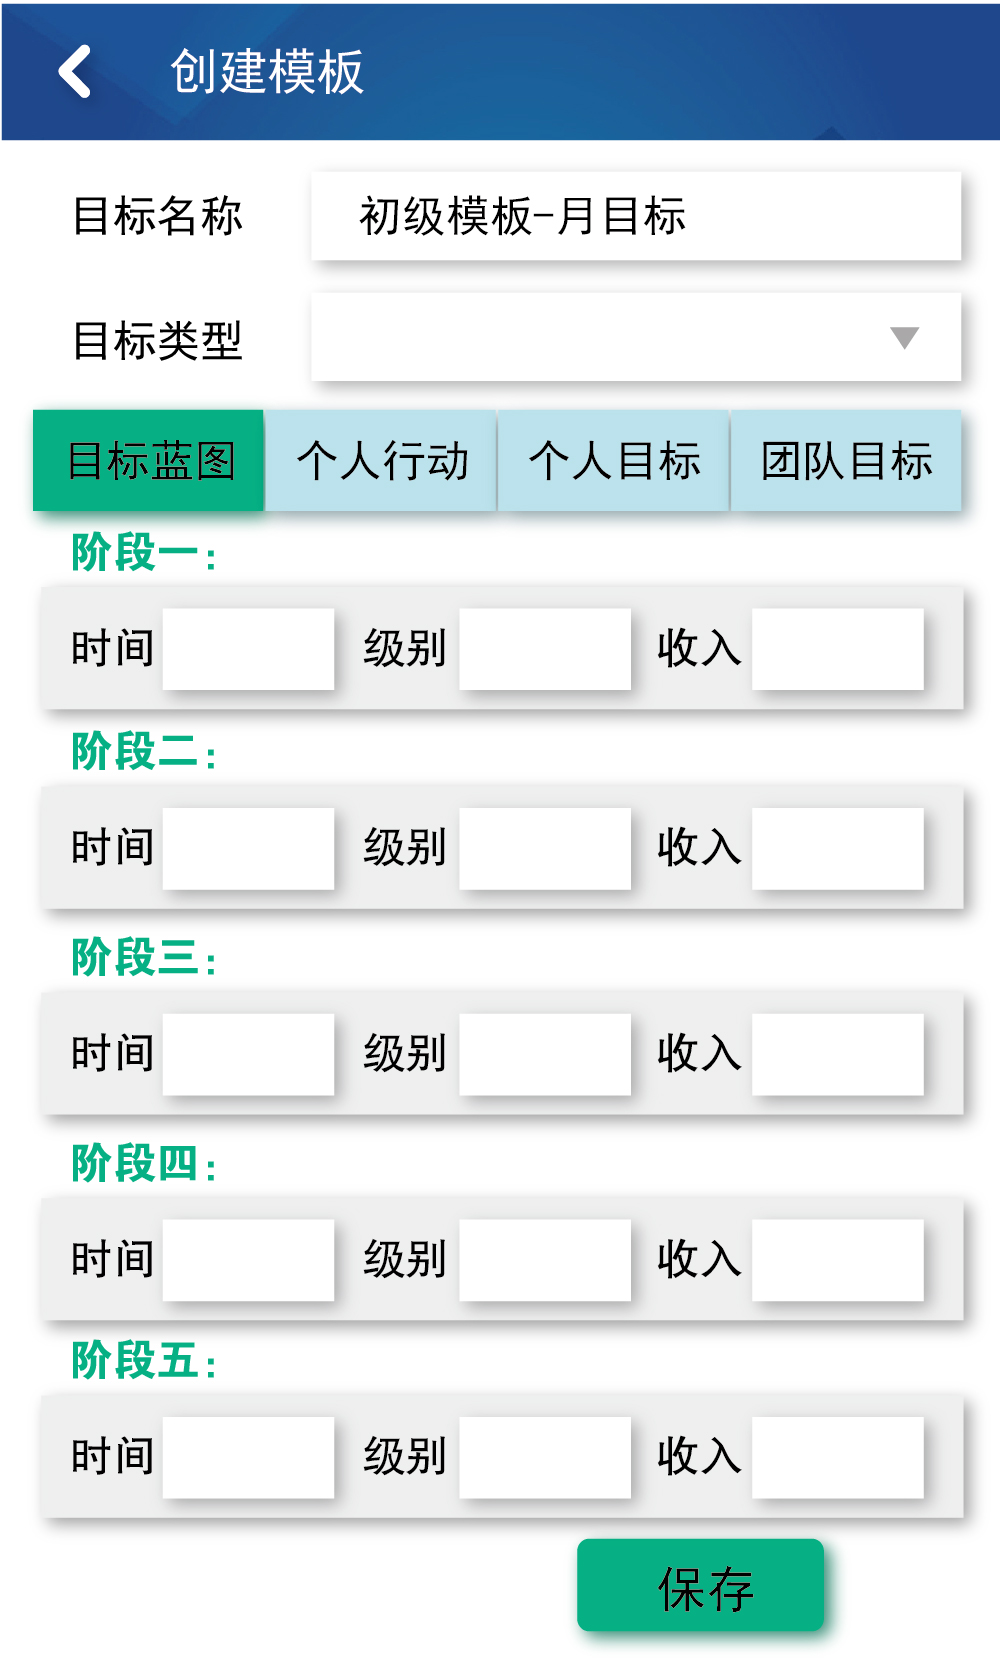 创建模板
目标名称 初级模板-月目标
目标类型
目标蓝图 个人行动 个人目标 团队目标
阶段一：
时间 级别 收入
阶段二：
时间 级别 收入
阶段三：
时间 级别 收入
阶段四：
时间 级别 收入
阶段五：
时间 级别 收入
保存